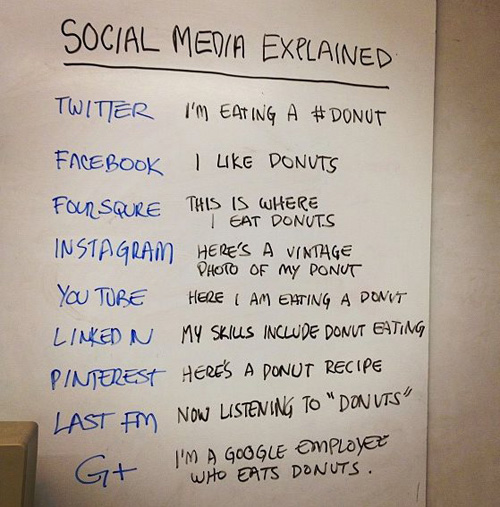 SOCIAL MEDIA EXPLAINED
TWITTER I'M EATING A #DONUT
FACEBOOK I LIKE DONUTS
FOURSQURE THIS IS WHERE
I EAT DONUTS
INSTAGRAM HERE'S A VINTAGE
PHOTO OF MY DONUT
YOU TUBE HERE I AM EATING A DONUT
LINKED IN MY SKILLS INCLUDE DONUT EATING
PINTEREST HERE'S A DONUT RECIPE
LAST FM NOW LISTENING TO "DONUTS"
G+ I'M A GOOGLE EMPLOYEE
WHO EATS DONUTS.